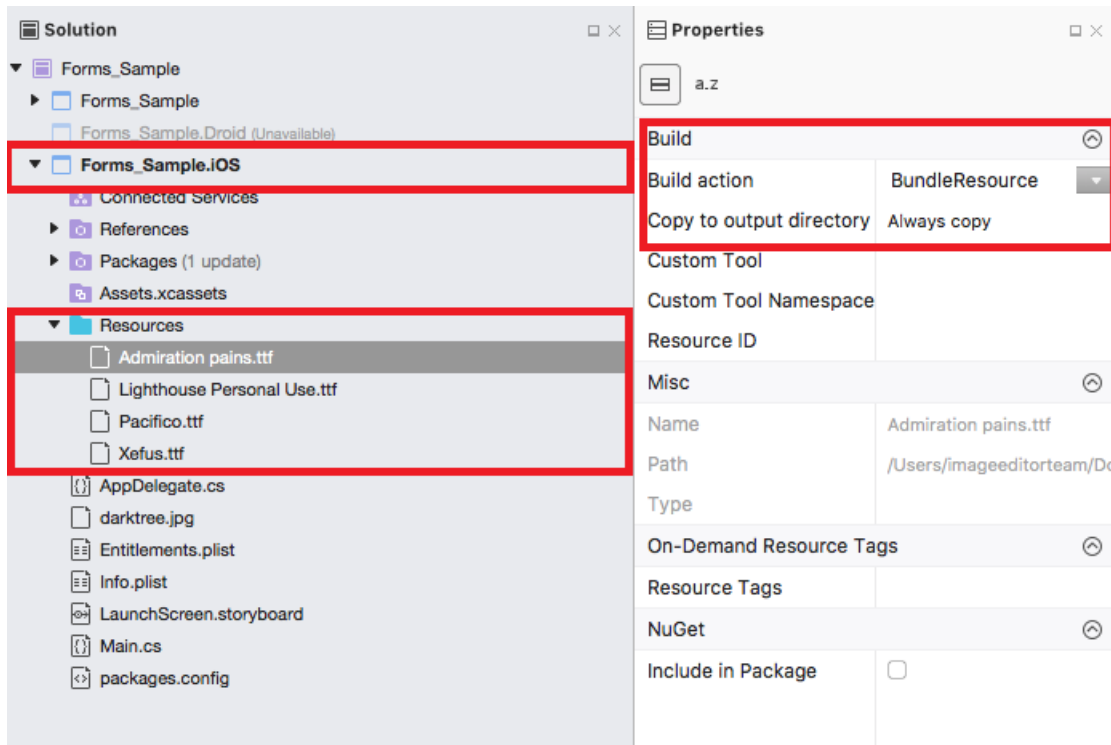 Solution
Forms_Sample
Forms_Sample
Forms_Sample.Droid (Unavailable)
Forms_Sample.iOS
Connected Services
References
Packages (1 update)
Assets.xcassets
Resources
Admiration pains.ttf
Lighthouse Personal Use.ttf
Pacifico.ttf
Xefus.ttf
AppDelegate.cs
darktree.jpg
Entitlements.plist
Info.plist
LaunchScreen.storyboard
Main.cs
packages.config
Properties
a.z
Build
Build action BundleResource
Copy to output directory Always copy
Custom Tool
Custom Tool Namespace
Resource ID
Misc
Name Admiration pains.ttf
Path /Users/imageeditorteam/Do
Type
On-Demand Resource Tags
Resource Tags
NuGet
Include in Package